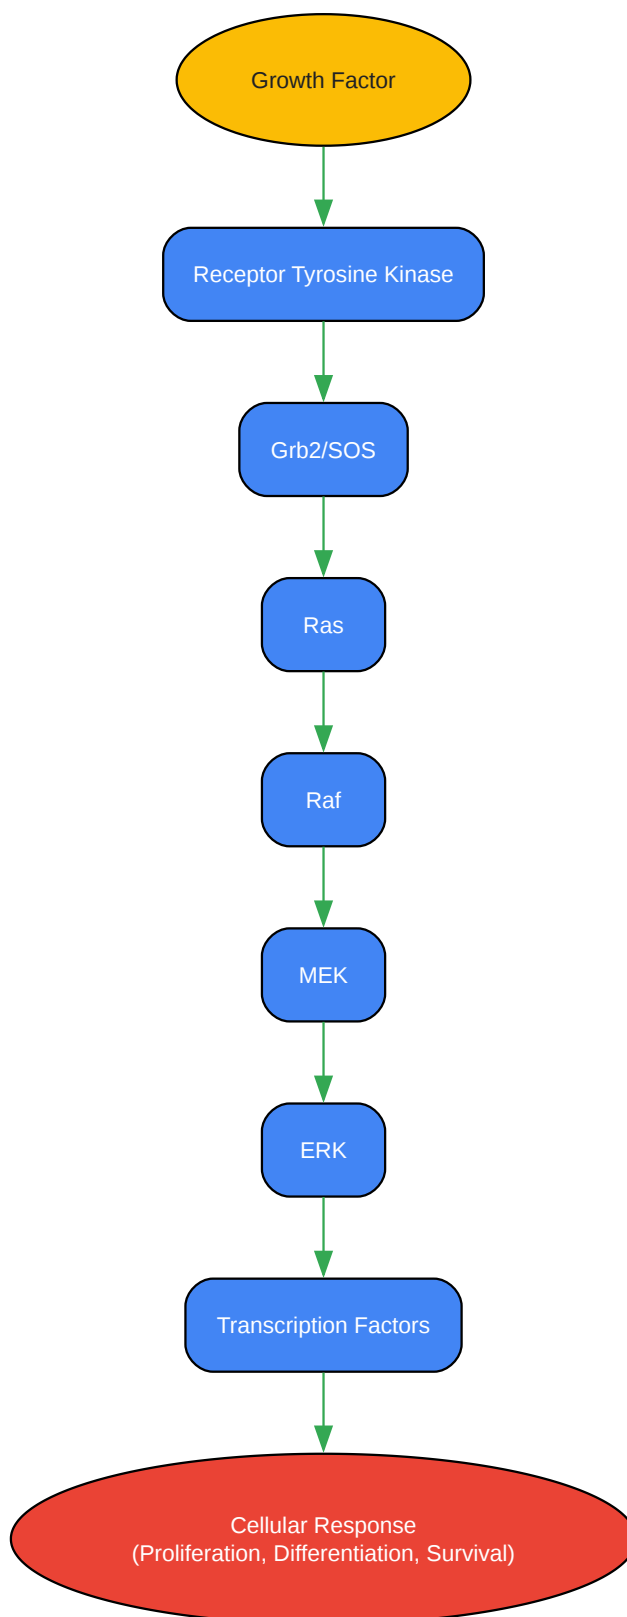 Growth Factor
Receptor Tyrosine Kinase
Grb2/SOS
Ras
Raf
MEK
ERK
Transcription Factors
Cellular Response
(Proliferation, Differentiation, Survival)